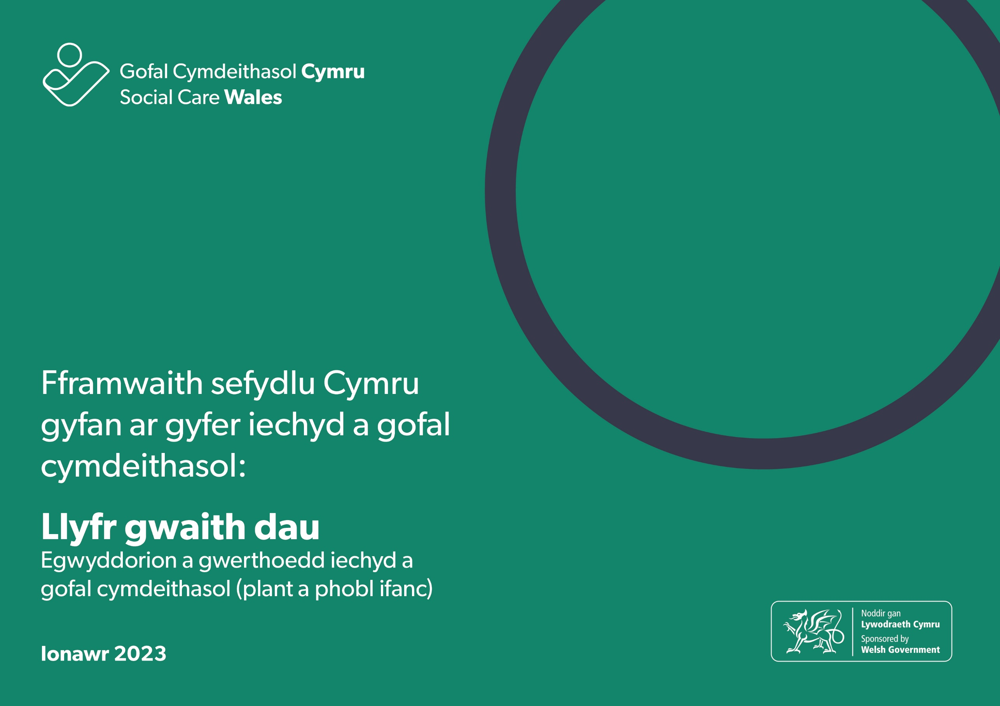 Gofal Cymdeithasol Cymru
Social Care Wales
Fframwaith sefydlu Cymru
gyfan ar gyfer iechyd a gofal
cymdeithasol:
Llyfr gwaith dau
Egwyddorion a gwerthoedd iechyd a
gofal cymdeithasol (plant a phobl ifanc)
Ionawr 2023
Noddir gan
Lywodraeth Cymru
Sponsored by
Welsh Government